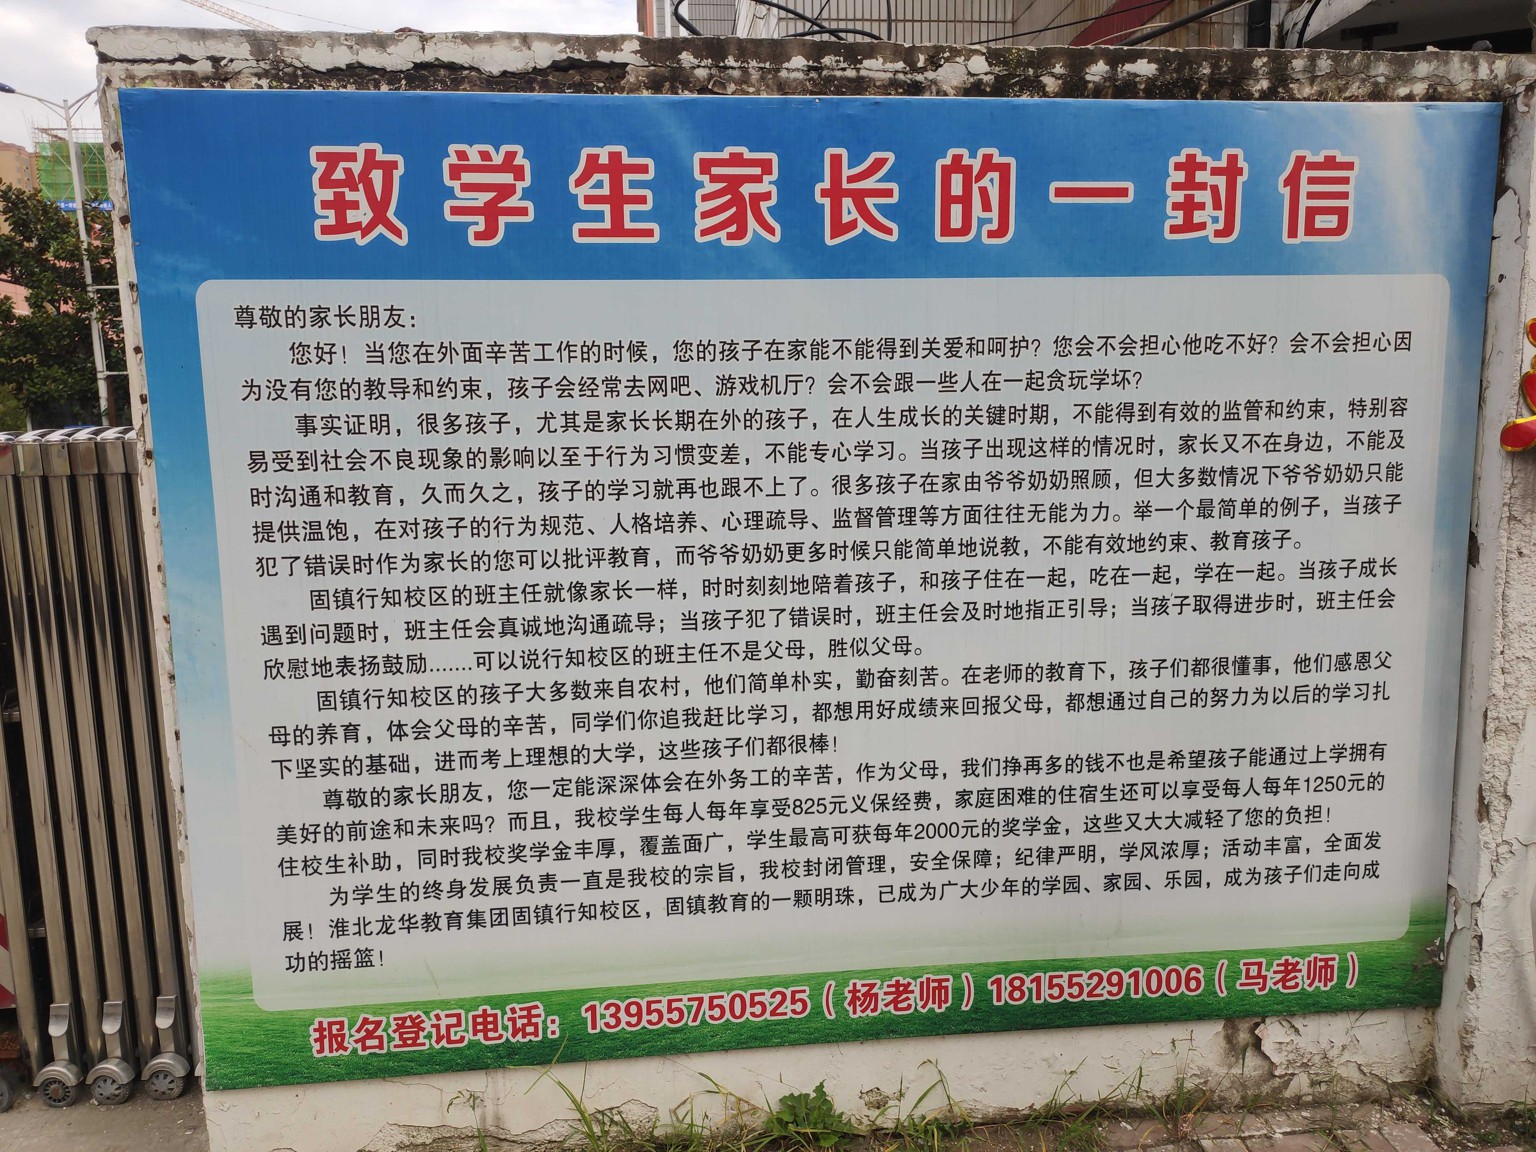 致学生家长的一封信
尊敬的家长朋友：
您好！当您在外面辛苦工作的时候，您的孩子在家能不能得到关爱和呵护？您会不会担心他吃不好？会不会担心因
为没有您的教导和约束，孩子会经常去网吧、游戏机厅？会不会跟一些人在一起贪玩学坏？
事实证明，很多孩子，尤其是家长长期在外的孩子，在人生成长的关键时期，不能得到有效的监管和约束，特别容
易受到社会不良现象的影响以至于行为习惯变差，不能专心学习。当孩子出现这样的情况时，家长又不在身边，不能及
时沟通和教育，久而久之，孩子的学习就再也跟不上了。很多孩子在家由爷爷奶奶照顾，但大多数情况下爷爷奶奶只能
提供温饱，在对孩子的行为规范、人格培养、心理疏导、监督管理等方面往往无能为力。举一个最简单的例子，当孩子
犯了错误时作为家长的您可以批评教育，而爷爷奶奶更多时候只能简单地说教，不能有效地约束、教育孩子。
固镇行知校区的班主任就像家长一样，时时刻刻地陪着孩子，和孩子住在一起，吃在一起，学在一起。当孩子成长
遇到问题时，班主任会真诚地沟通疏导；当孩子犯了错误时，班主任会及时地指正引导；当孩子取得进步时，班主任会
欣慰地表扬鼓励.......可以说行知校区的班主任不是父母，胜似父母。
固镇行知校区的孩子大多数来自农村，他们简单朴实，勤奋刻苦。在老师的教育下，孩子们都很懂事，他们感恩父
母的养育，体会父母的辛苦，同学们你追我赶比学习，都想用好成绩来回报父母，都想通过自己的努力为以后的学习扎
下坚实的基础，进而考上理想的大学，这些孩子们都很棒！
尊敬的家长朋友，您一定能深深体会在外务工的辛苦，作为父母，我们挣再多的钱不也是希望孩子能通过上学拥有
美好的前途和未来吗？而且，我校学生每人每年享受825元义保经费，家庭困难的住宿生还可以享受每人每年1250元的
住校生补助，同时我校奖学金丰厚，覆盖面广，学生最高可获每年2000元的奖学金，这些又大大减轻了您的负担！
为学生的终身发展负责一直是我校的宗旨，我校封闭管理，安全保障；纪律严明，学风浓厚；活动丰富，全面发
展！淮北龙华教育集团固镇行知校区，固镇教育的一颗明珠，已成为广大少年的学园、家园、乐园，成为孩子们走向成
功的摇篮！
报名登记电话：13955750525（杨老师）18155291006（马老师）